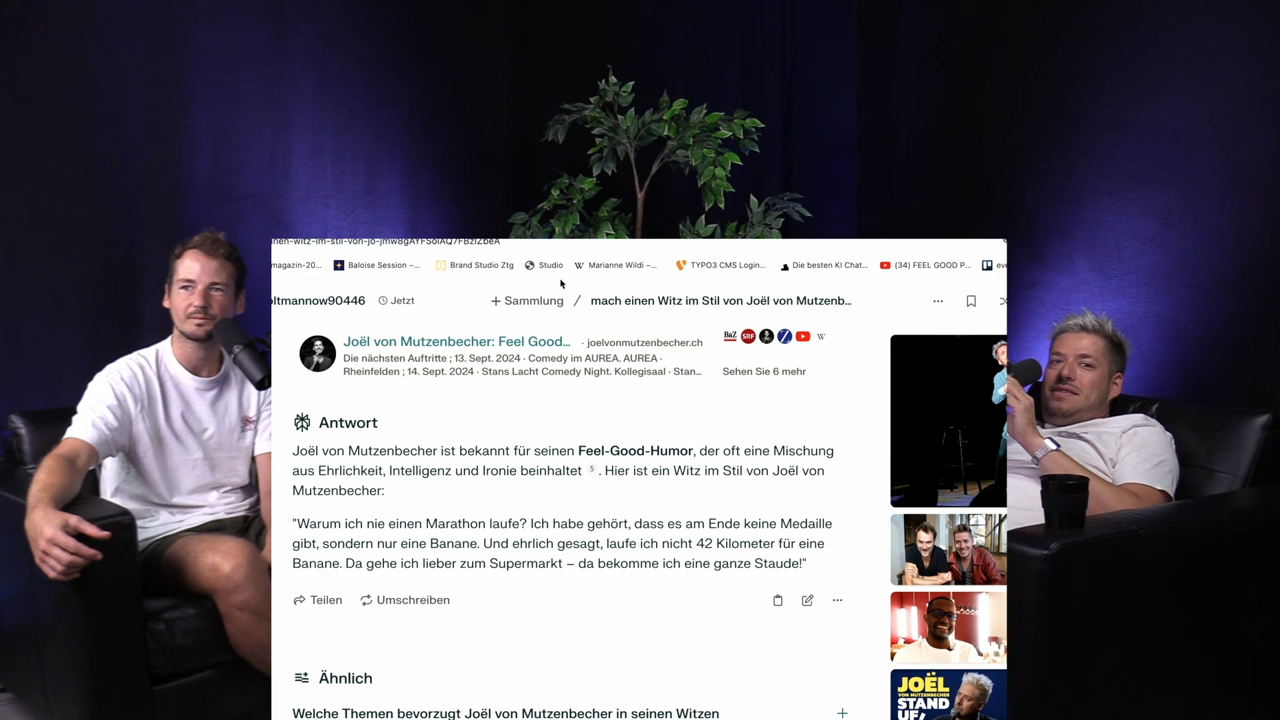 magazin-20...
Baloise Session –...
Brand Studio Ztg
Studio
Marianne Wildi –...
TYPO3 CMS Login...
Die besten KI Chat...
(34) FEEL GOOD P...
oltmannow90446
Jetzt
+ Sammlung / mach einen Witz im Stil von Joël von Mutzenb...
Joël von Mutzenbecher: Feel Good... · joelvonmutzenbecher.ch
BaZ SRF
Die nächsten Auftritte ; 13. Sept. 2024 · Comedy im AUREA. AUREA ·
Rheinfelden ; 14. Sept. 2024 · Stans Lacht Comedy Night. Kollegisaal · Stan...
Sehen Sie 6 mehr
Antwort
Joël von Mutzenbecher ist bekannt für seinen Feel-Good-Humor, der oft eine Mischung
aus Ehrlichkeit, Intelligenz und Ironie beinhaltet 5 . Hier ist ein Witz im Stil von Joël von
Mutzenbecher:
"Warum ich nie einen Marathon laufe? Ich habe gehört, dass es am Ende keine Medaille
gibt, sondern nur eine Banane. Und ehrlich gesagt, laufe ich nicht 42 Kilometer für eine
Banane. Da gehe ich lieber zum Supermarkt – da bekomme ich eine ganze Staude!"
Teilen
Umschreiben
Ähnlich
Welche Themen bevorzugt Joël von Mutzenbecher in seinen Witzen
JOËL
VON MUTZENBECHER
STAND
UP!